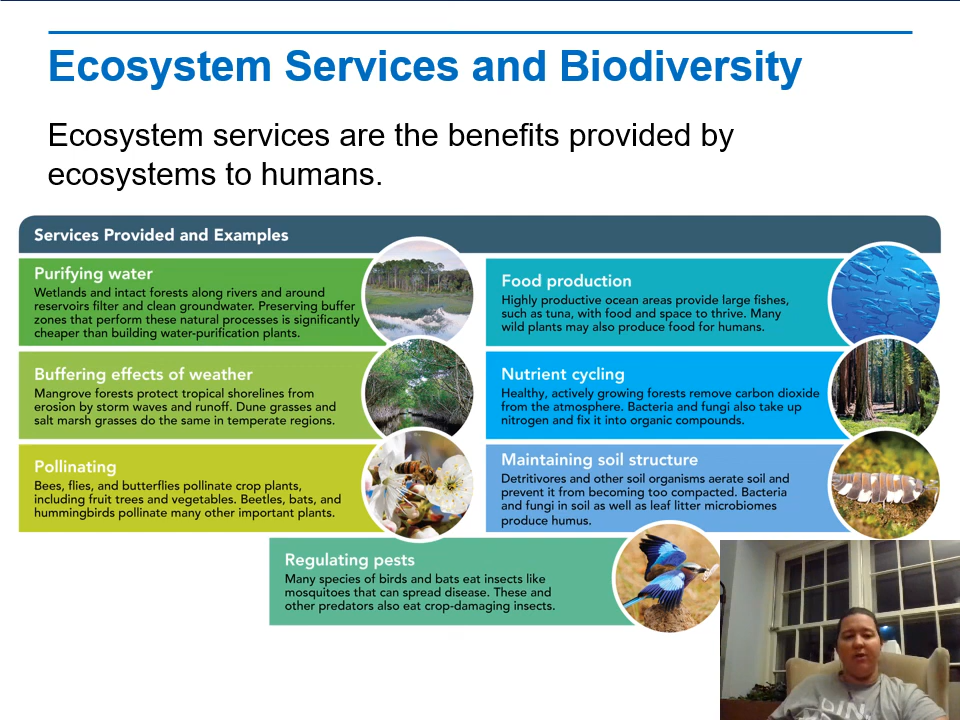 Ecosystem Services and Biodiversity
Ecosystem services are the benefits provided by
ecosystems to humans.
Services Provided and Examples
Purifying water
Wetlands and intact forests along rivers and around
reservoirs filter and clean groundwater. Preserving buffer
zones that perform these natural processes is significantly
cheaper than building water-purification plants.
Food production
Highly productive ocean areas provide large fishes,
such as tuna, with food and space to thrive. Many
wild plants may also produce food for humans.
Buffering effects of weather
Mangrove forests protect tropical shorelines from
erosion by storm waves and runoff. Dune grasses and
salt marsh grasses do the same in temperate regions.
Nutrient cycling
Healthy, actively growing forests remove carbon dioxide
from the atmosphere. Bacteria and fungi also take up
nitrogen and fix it into organic compounds.
Pollinating
Bees, flies, and butterflies pollinate crop plants,
including fruit trees and vegetables. Beetles, bats, and
hummingbirds pollinate many other important plants.
Maintaining soil structure
Detritivores and other soil organisms aerate soil and
prevent it from becoming too compacted. Bacteria
and fungi in soil as well as leaf litter microbiomes
produce humus.
Regulating pests
Many species of birds and bats eat insects like
mosquitoes that can spread disease. These and
other predators also eat crop-damaging insects.